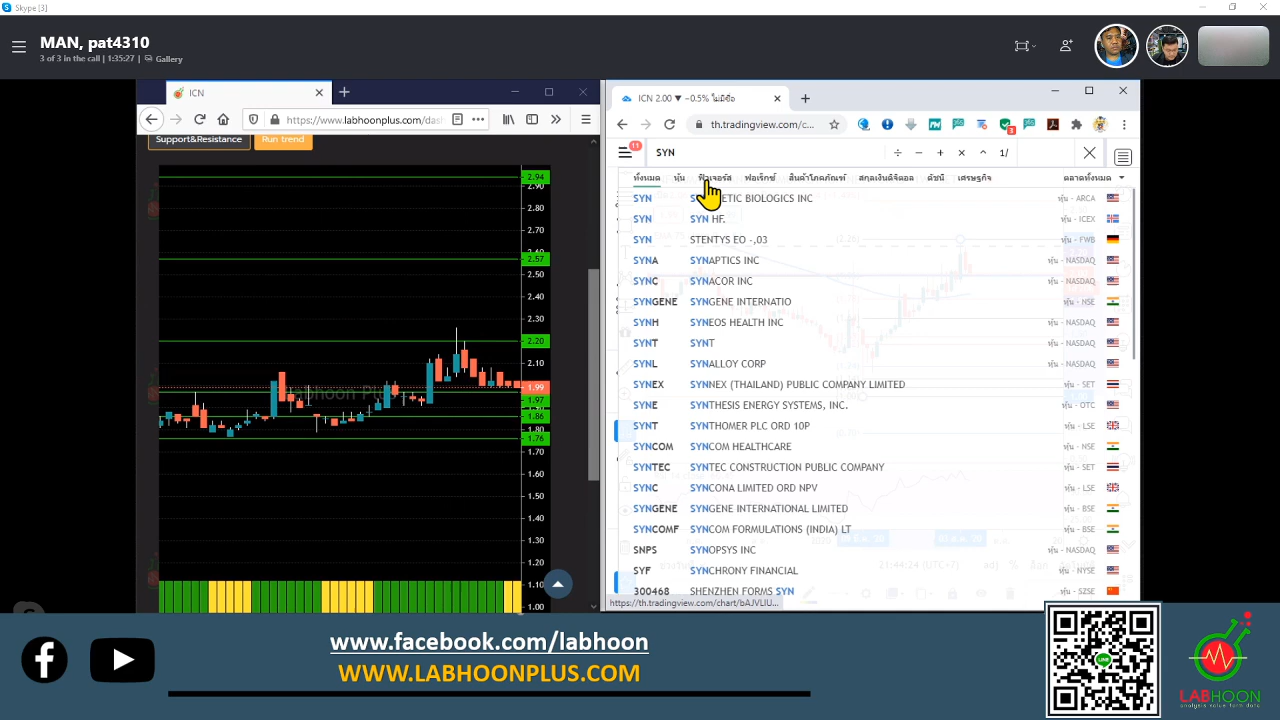 Skype [3]
MAN, pat4310
3 of 3 in the call | 1:35:27 | Gallery
ICN
https://www.labhoonplus.com/das
Support&Resistance
Run trend
Labhoon Plus
2.94
2.90
2.80
2.70
2.57
2.50
2.40
2.30
2.20
2.10
1.99
1.97
1.86
1.80
1.76
1.70
1.60
1.50
1.40
1.30
1.20
1.10
1.00
ICN 2.00 ▼ −0.5% ไม่มีชื่อ
th.tradingview.com/c...
3
11
SYN
1/
ทั้งหมด หุ้น ฟิวเจอร์ส ฟอเร็กซ์ สินค้าโภคภัณฑ์ สกุลเงินดิจิตอล ดัชนี เศรษฐกิจ ตลาดทั้งหมด
SYN ETIC BIOLOGICS INC หุ้น - ARCA
SYN SYN HF. หุ้น - ICEX
SYN STENTYS EO -,03 หุ้น - FWB
SYNA SYNAPTICS INC หุ้น - NASDAQ
SYNC SYNACOR INC หุ้น - NASDAQ
SYNGENE SYNGENE INTERNATIO หุ้น - NSE
SYNH SYNEOS HEALTH INC หุ้น - NASDAQ
SYNT SYNT หุ้น - NASDAQ
SYNL SYNALLOY CORP หุ้น - NASDAQ
SYNEX SYNNEX (THAILAND) PUBLIC COMPANY LIMITED หุ้น - SET
SYNE SYNTHESIS ENERGY SYSTEMS, INC. หุ้น - OTC
SYNT SYNTHOMER PLC ORD 10P หุ้น - LSE
SYNCOM SYNCOM HEALTHCARE หุ้น - NSE
SYNTEC SYNTEC CONSTRUCTION PUBLIC COMPANY หุ้น - SET
SYNC SYNCONA LIMITED ORD NPV หุ้น - LSE
SYNGENE SYNGENE INTERNATIONAL LIMITED หุ้น - BSE
SYNCOMF SYNCOM FORMULATIONS (INDIA) LT หุ้น - BSE
SNPS SYNOPSYS INC หุ้น - NASDAQ
SYF SYNCHRONY FINANCIAL หุ้น - NYSE
300468 SHENZHEN FORMS SYN หุ้น - SZSE
21:44:24 (UTC+7)
https://th.tradingview.com/chart/bAJVLIU...
www.facebook.com/labhoon
WWW.LABHOONPLUS.COM
LINE
LABHOON
analysis value form data